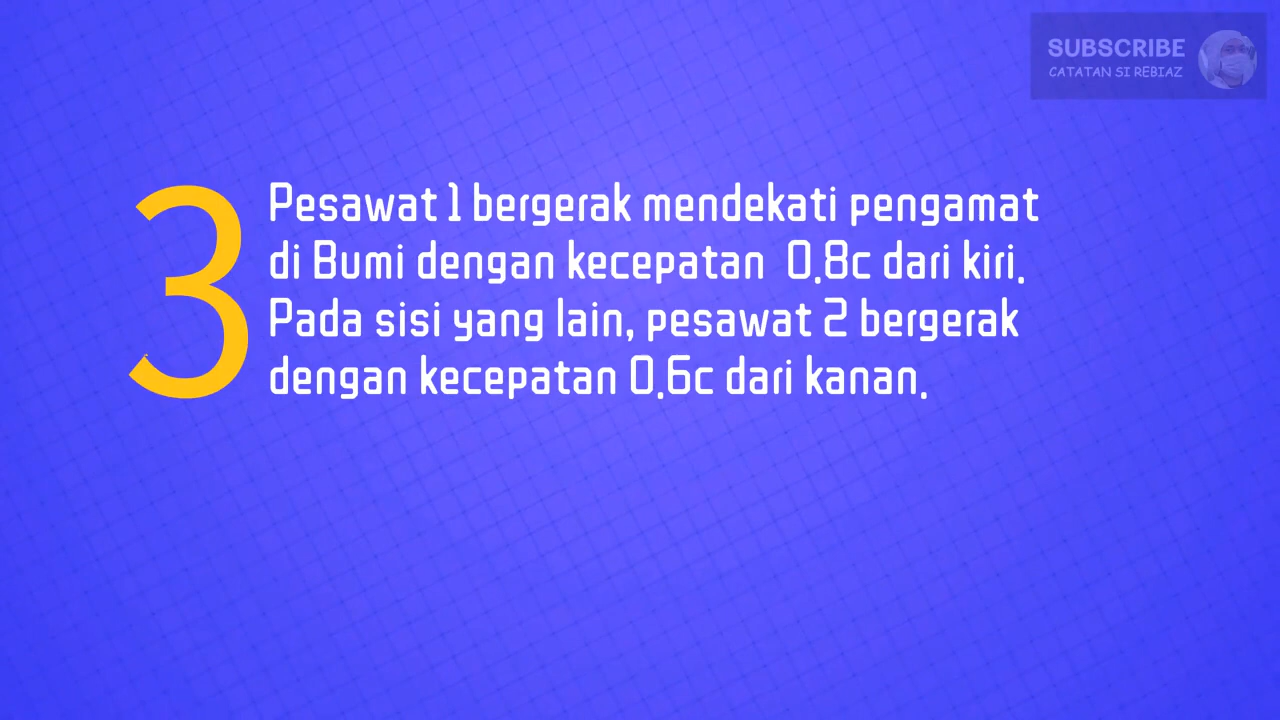 SUBSCRIBE
CATATAN SI REBIAZ
3
Pesawat 1 bergerak mendekati pengamat
di Bumi dengan kecepatan 0.8c dari kiri.
Pada sisi yang lain, pesawat 2 bergerak
dengan kecepatan 0.6c dari kanan.